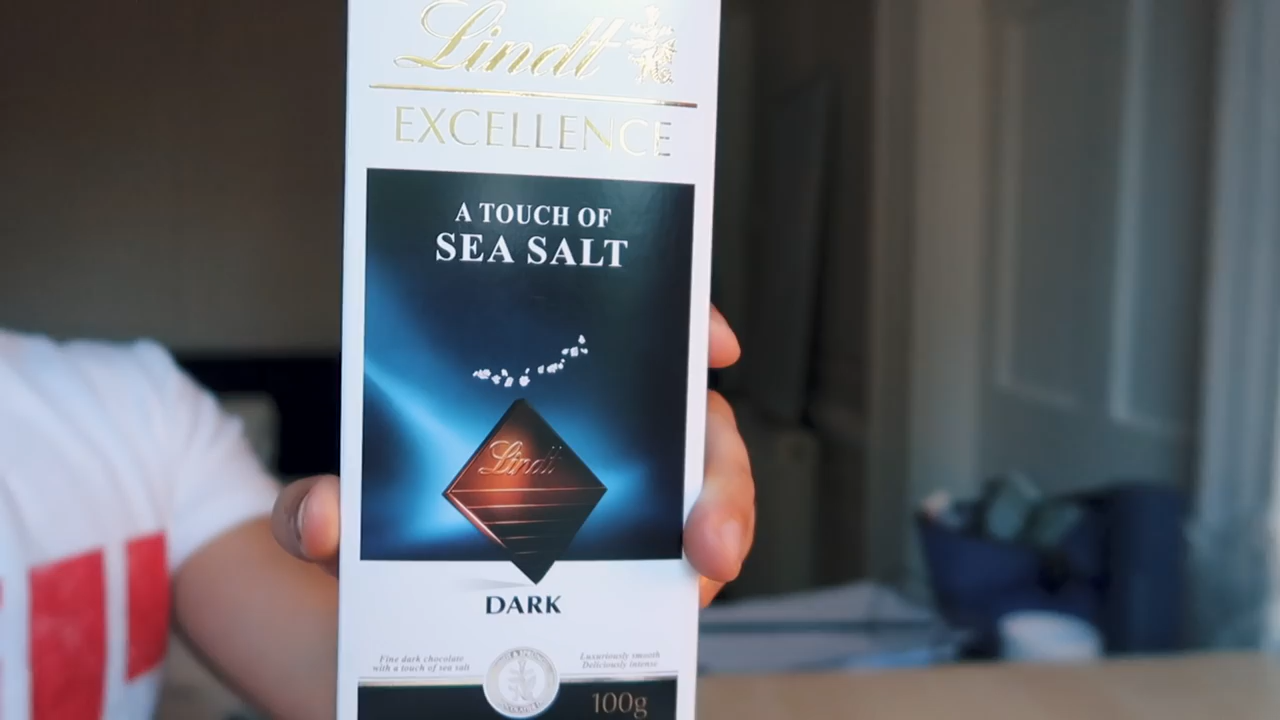 Lindt
EXCELLENCE
A TOUCH OF
SEA SALT
Lindt
DARK
Fine dark chocolate
with a touch of sea salt
Luxuriously smooth
Deliciously intense
100g